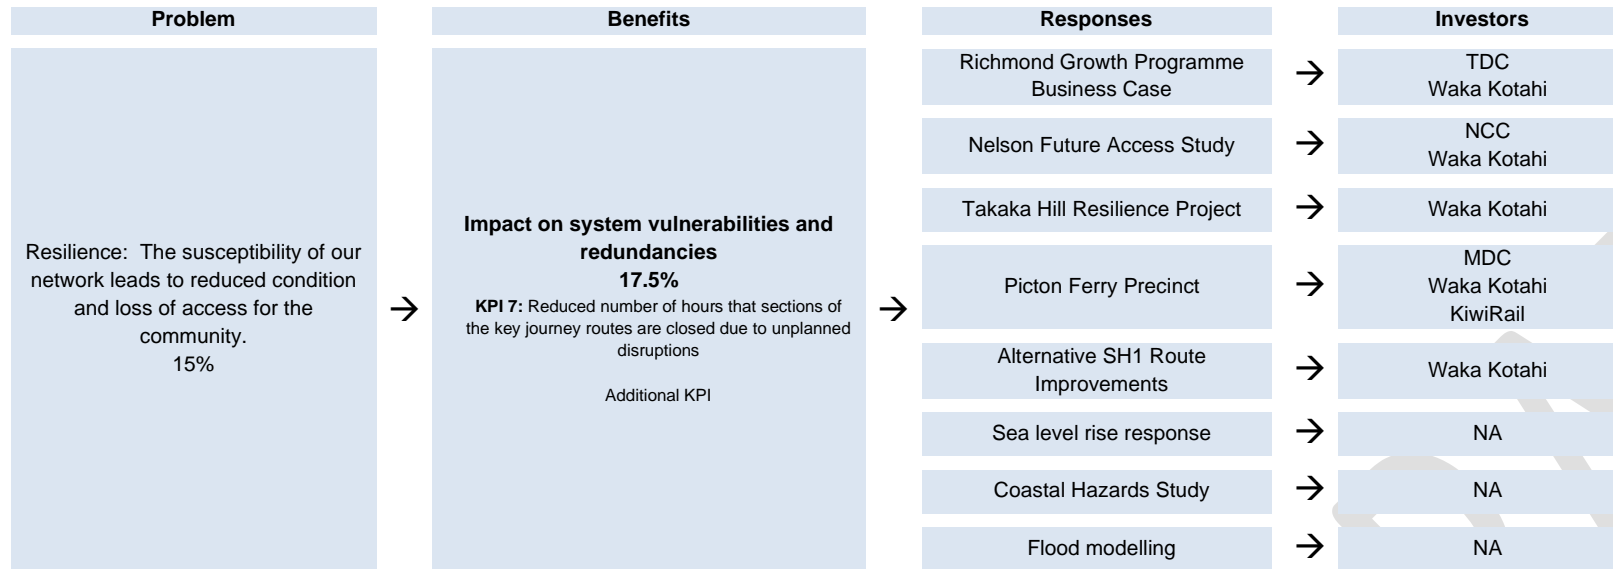 Problem
Benefits
Responses
Investors
Resilience: The susceptibility of our
network leads to reduced condition
and loss of access for the
community.
15%
→
Impact on system vulnerabilities and
redundancies
17.5%
KPI 7: Reduced number of hours that sections of
the key journey routes are closed due to unplanned
disruptions
Additional KPI
→
Richmond Growth Programme
Business Case
→
TDC
Waka Kotahi
Nelson Future Access Study
→
NCC
Waka Kotahi
Takaka Hill Resilience Project
→
Waka Kotahi
Picton Ferry Precinct
→
MDC
Waka Kotahi
KiwiRail
Alternative SH1 Route
Improvements
→
Waka Kotahi
Sea level rise response
→
NA
Coastal Hazards Study
→
NA
Flood modelling
→
NA